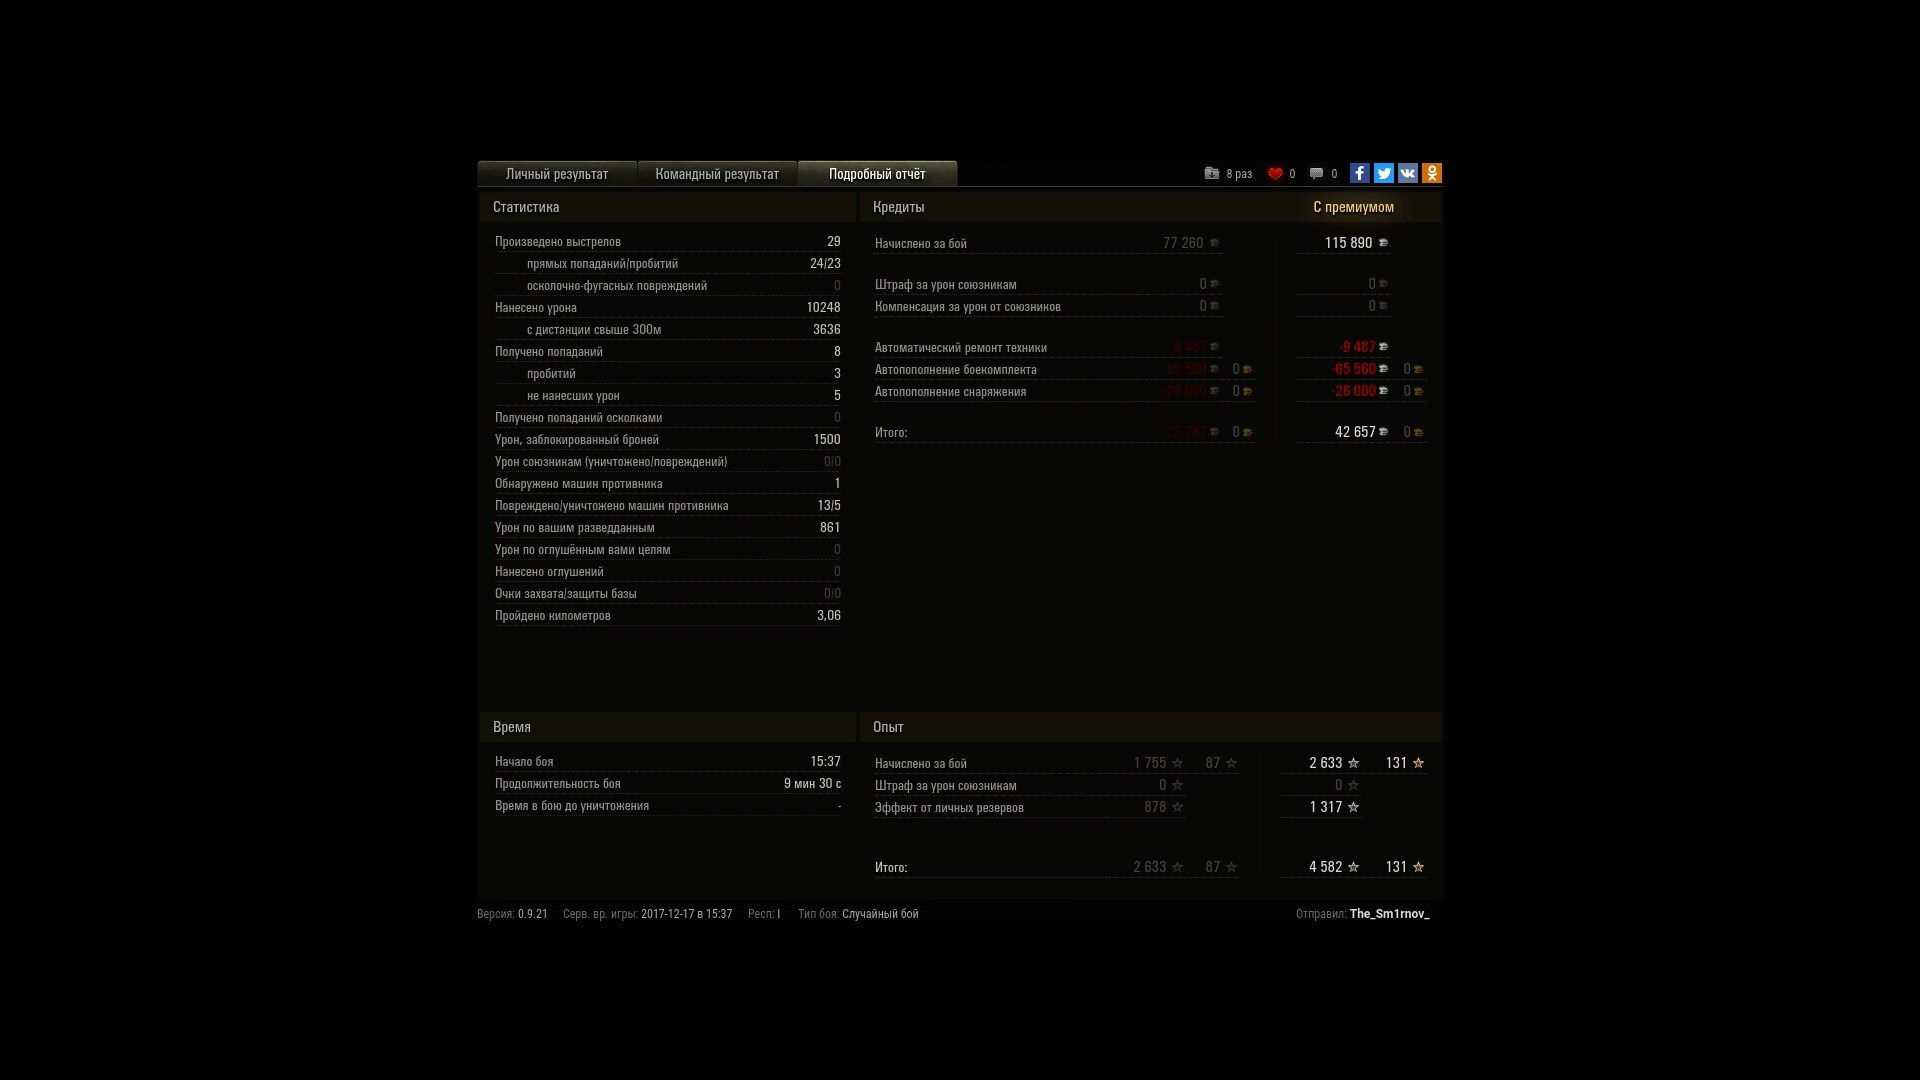 Личный результат Командный результат Подробный отчёт 8 раз 0 0
Статистика
Произведено выстрелов 29
прямых попаданий/пробитий 24/23
осколочно-фугасных повреждений 0
Нанесено урона 10248
с дистанции свыше 300м 3636
Получено попаданий 8
пробитий 3
не нанесших урон 5
Получено попаданий осколками 0
Урон, заблокированный броней 1500
Урон союзникам (уничтожено/повреждений) 0/0
Обнаружено машин противника 1
Повреждено/уничтожено машин противника 13/5
Урон по вашим разведданным 861
Урон по оглушённым вами целям 0
Нанесено оглушений 0
Очки захвата/защиты базы 0/0
Пройдено километров 3,06
Кредиты С премиумом
Начислено за бой 77 260 115 890
Штраф за урон союзникам 0 0
Компенсация за урон от союзников 0 0
Автоматический ремонт техники -9 487 -9 487
Автопополнение боекомплекта -65 560 0 -65 560 0
Автопополнение снаряжения -26 000 0 -26 000 0
Итого: -23 787 0 42 657 0
Время
Начало боя 15:37
Продолжительность боя 9 мин 30 с
Время в бою до уничтожения -
Опыт
Начислено за бой 1 755 87 2 633 131
Штраф за урон союзникам 0 0
Эффект от личных резервов 878 1 317
Итого: 2 633 87 4 582 131
Версия: 0.9.21 Серв. вр. игры: 2017-12-17 в 15:37 Респ: I Тип боя: Случайный бой Отправил: The_Sm1rnov_